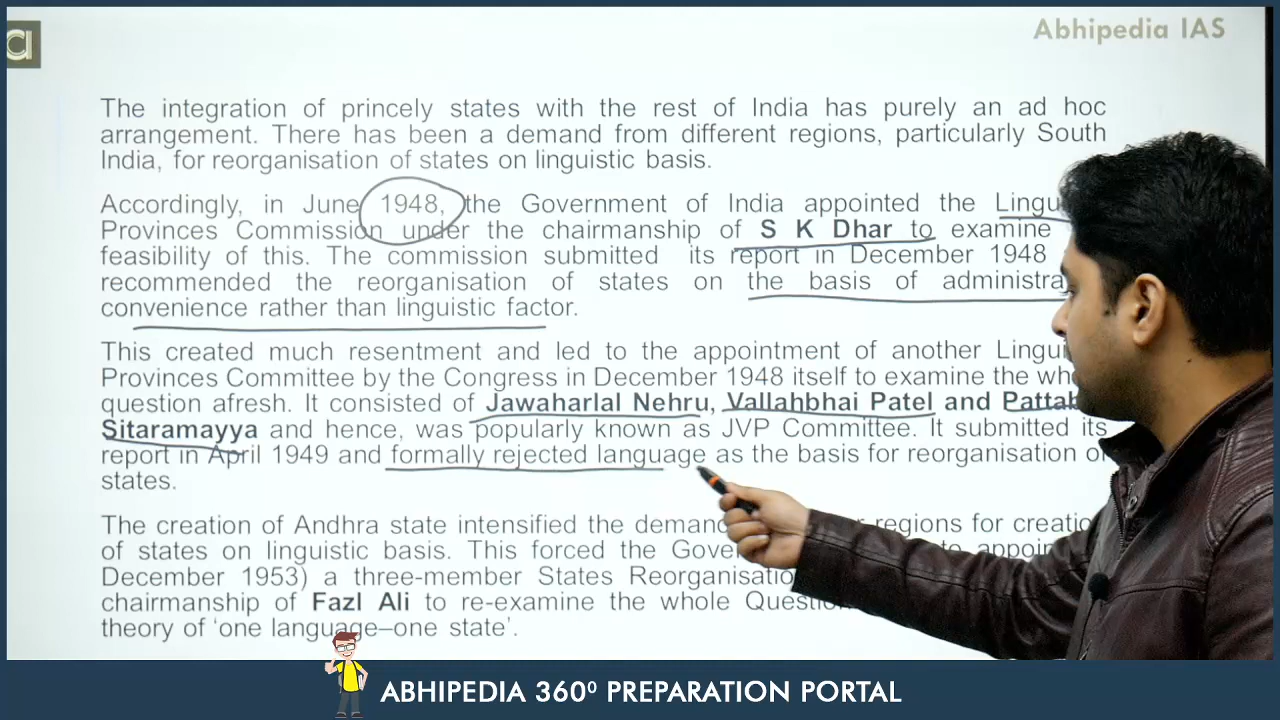 a
Abhipedia IAS
The integration of princely states with the rest of India has purely an ad hoc
arrangement. There has been a demand from different regions, particularly South
India, for reorganisation of states on linguistic basis.
Accordingly, in June 1948, the Government of India appointed the
Provinces Commission under the chairmanship of S K Dhar to examine
feasibility of this. The commission submitted its report in December 1948
recommended the reorganisation of states on the basis of
convenience rather than linguistic factor.
This created much resentment and led to the appointment of another
Provinces Committee by the Congress in December 1948 itself to examine the
question afresh. It consisted of Jawaharlal Nehru, Vallahbhai Patel and
Sitaramayya and hence, was popularly known as JVP Committee. It submitted its
report in April 1949 and formally rejected language as the basis for reorganisation of
states.
The creation of Andhra state intensified the regions for
of states on linguistic basis. This forced the
December 1953) a three-member States
chairmanship of Fazl Ali to re-examine the whole
theory of ‘one language–one state’.
ABHIPEDIA 360⁰ PREPARATION PORTAL